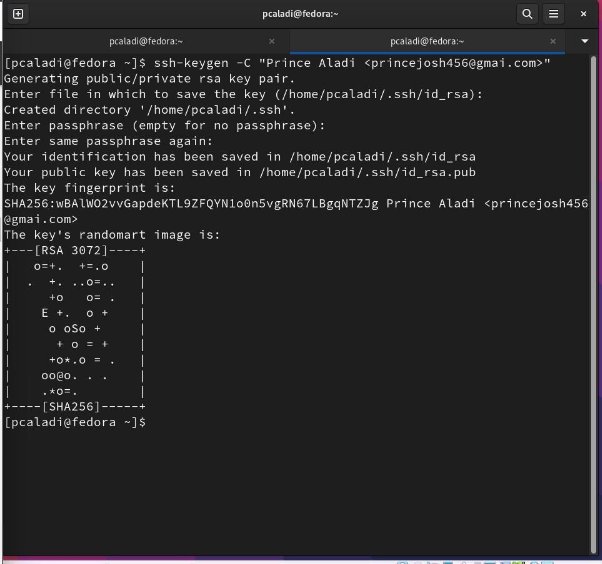 pcaladi@fedora:~
pcaladi@fedora:~ × pcaladi@fedora:~ ×
[pcaladi@fedora ~]$ ssh-keygen -C "Prince Aladi <princejosh456@gmai.com>"
Generating public/private rsa key pair.
Enter file in which to save the key (/home/pcaladi/.ssh/id_rsa):
Created directory '/home/pcaladi/.ssh'.
Enter passphrase (empty for no passphrase):
Enter same passphrase again:
Your identification has been saved in /home/pcaladi/.ssh/id_rsa
Your public key has been saved in /home/pcaladi/.ssh/id_rsa.pub
The key fingerprint is:
SHA256:wBAlWO2vvGapdeKTL9ZFQYN1o0n5vgRN67LBgqNTZJg Prince Aladi <princejosh456
@gmai.com>
The key's randomart image is:
+---[RSA 3072]----+
|   o=+.  +=.o    |
|  .  +. ..o=..   |
|     +o   o= .   |
|    E +.  o +    |
|     o oSo +     |
|      + o = +    |
|     +o*.o = .   |
|    oo@o. . .    |
|    .*o=.        |
+----[SHA256]-----+
[pcaladi@fedora ~]$